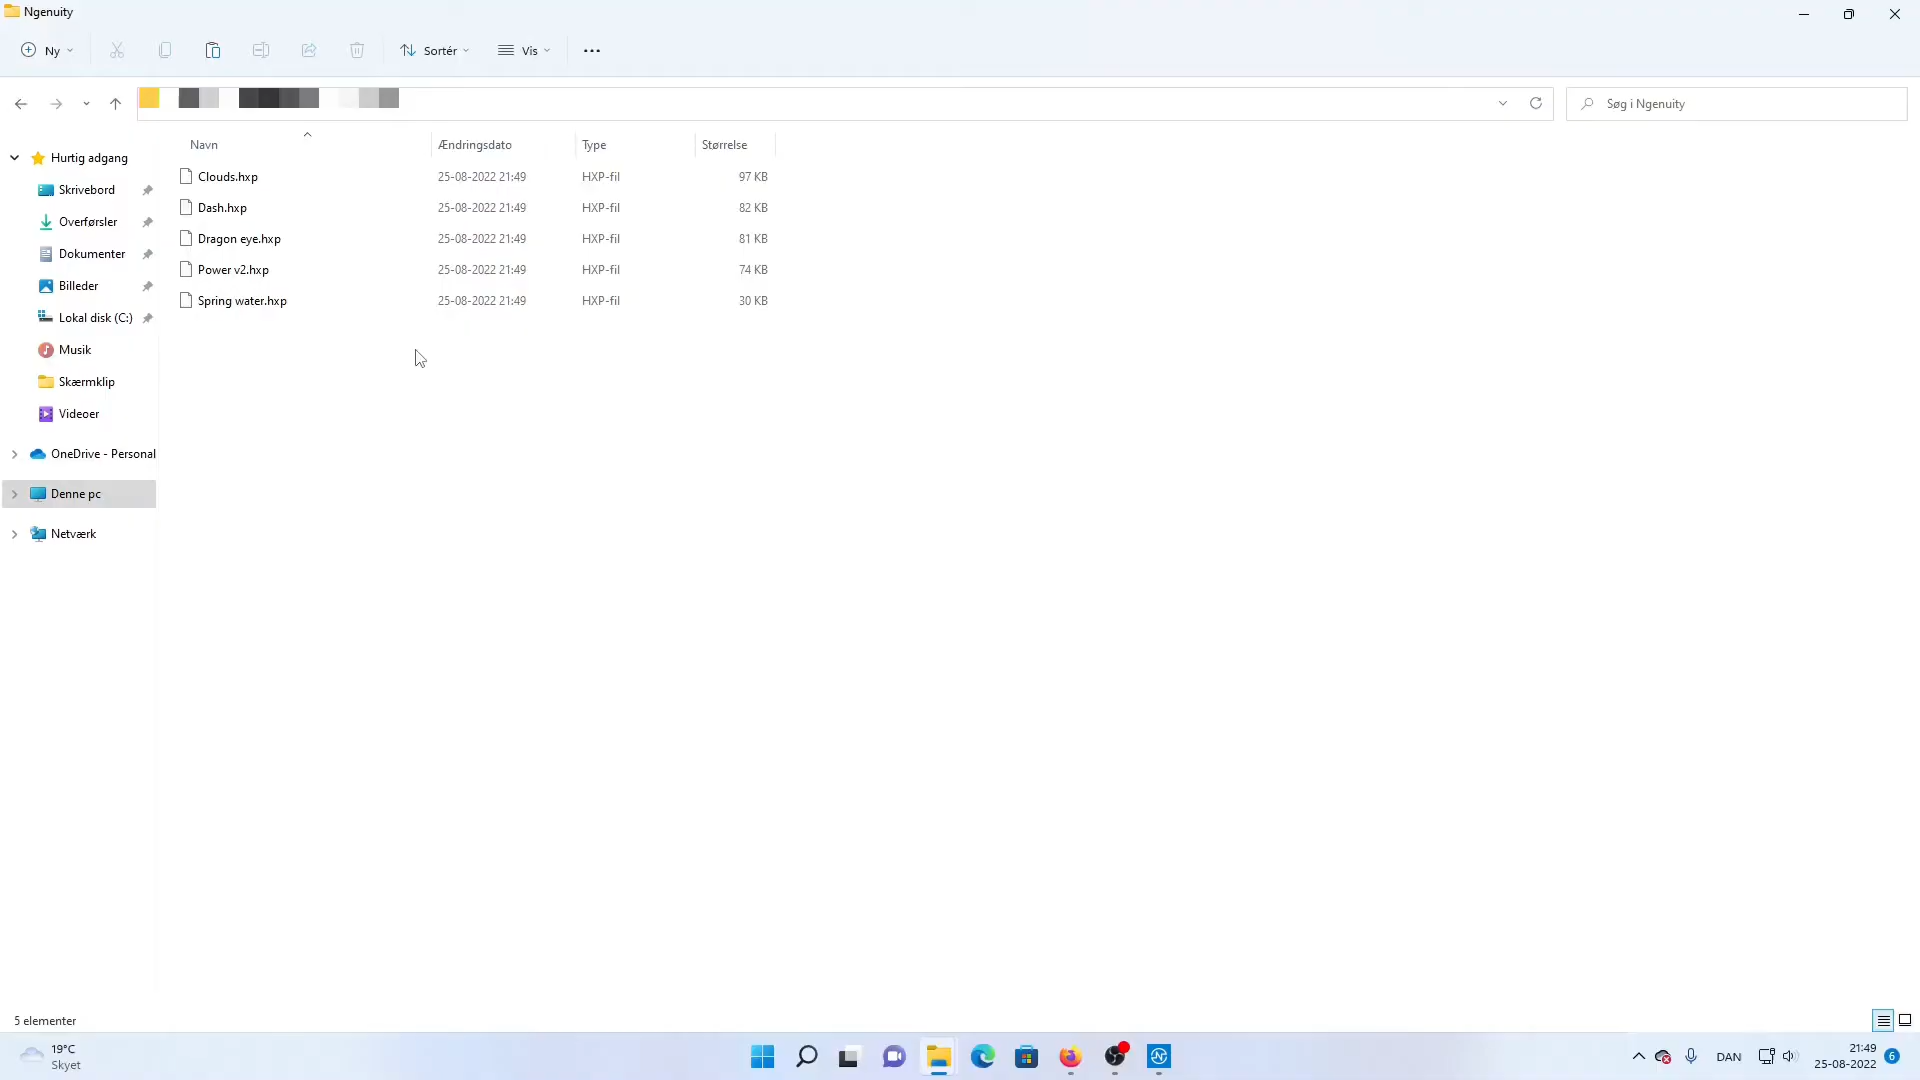 Ngenuity
Ny
Sortér
Vis
Søg i Ngenuity
Navn Ændringsdato Type Størrelse
Hurtig adgang
Skrivebord
Overførsler
Dokumenter
Billeder
Lokal disk (C:)
Musik
Skærmklip
Videoer
OneDrive - Personal
Denne pc
Netværk
Clouds.hxp 25-08-2022 21:49 HXP-fil 97 KB
Dash.hxp 25-08-2022 21:49 HXP-fil 82 KB
Dragon eye.hxp 25-08-2022 21:49 HXP-fil 81 KB
Power v2.hxp 25-08-2022 21:49 HXP-fil 74 KB
Spring water.hxp 25-08-2022 21:49 HXP-fil 30 KB
5 elementer
19°C
Skyet
DAN
21:49
25-08-2022
6